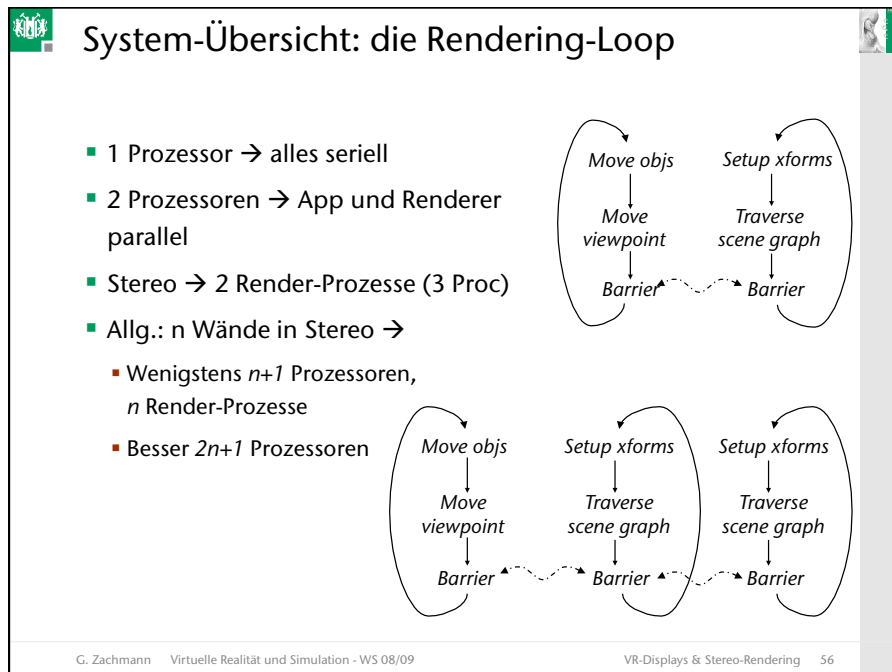 System-Übersicht: die Rendering-Loop
▪ 1 Prozessor → alles seriell
▪ 2 Prozessoren → App und Renderer
parallel
▪ Stereo → 2 Render-Prozesse (3 Proc)
▪ Allg.: n Wände in Stereo →
▪ Wenigstens n+1 Prozessoren,
n Render-Prozesse
▪ Besser 2n+1 Prozessoren
Move objs
Move
viewpoint
Barrier
Setup xforms
Traverse
scene graph
Barrier
Move objs
Move
viewpoint
Barrier
Setup xforms
Traverse
scene graph
Barrier
Setup xforms
Traverse
scene graph
Barrier
G. Zachmann Virtuelle Realität und Simulation - WS 08/09 VR-Displays & Stereo-Rendering 56